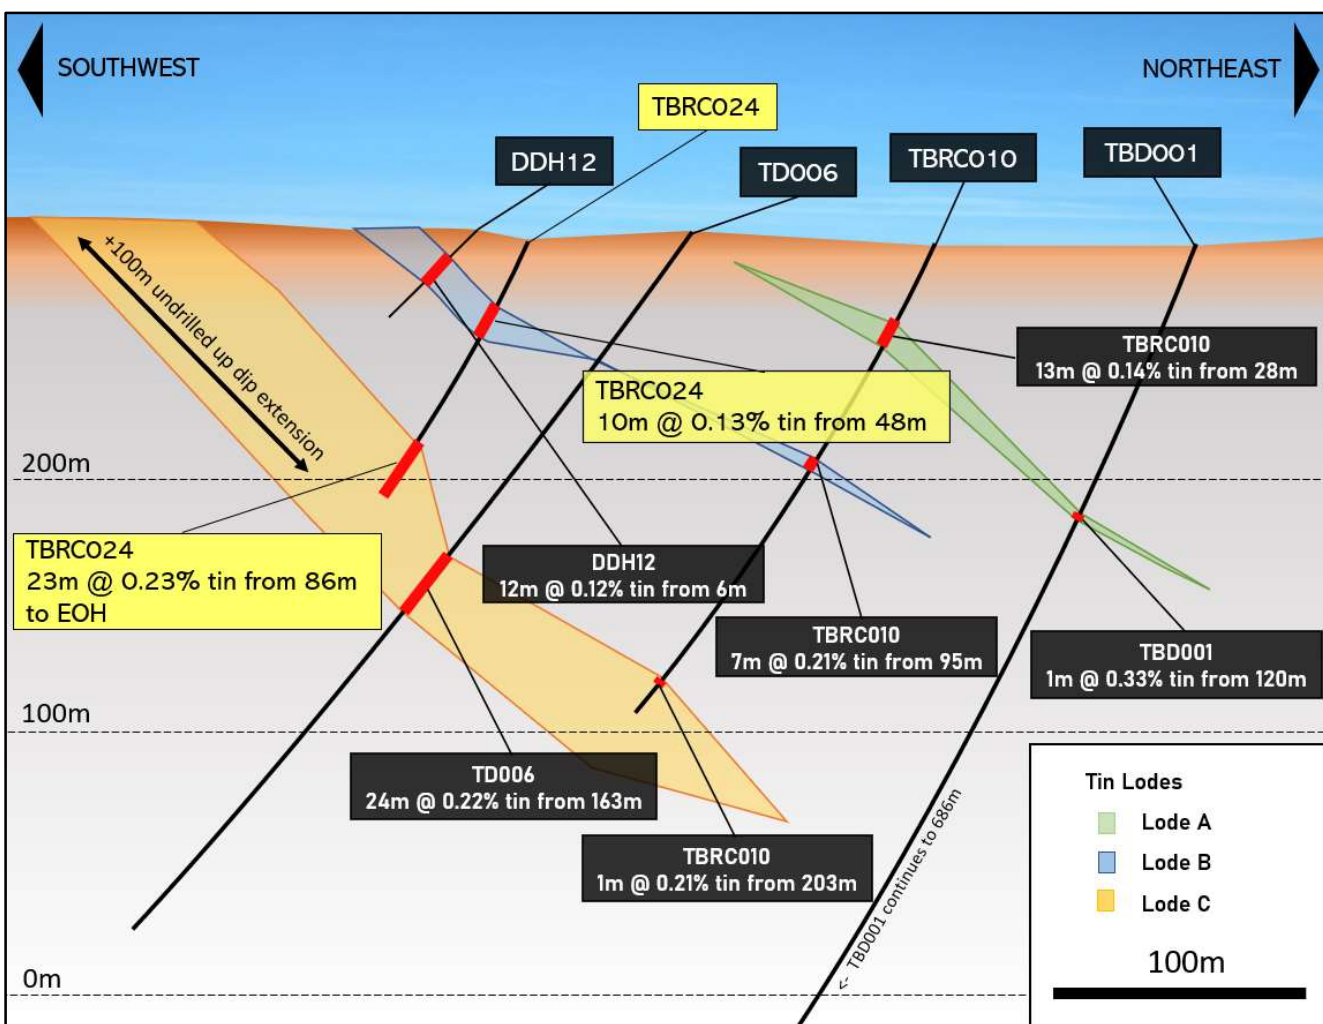 SOUTHWEST
NORTHEAST
TBRC024
DDH12
TD006
TBRC010
TBD001
+100m undrilled up dip extension
TBRC010
13m @ 0.14% tin from 28m
TBRC024
10m @ 0.13% tin from 48m
200m
TBRC024
23m @ 0.23% tin from 86m
to EOH
DDH12
12m @ 0.12% tin from 6m
TBRC010
7m @ 0.21% tin from 95m
TBD001
1m @ 0.33% tin from 120m
100m
TD006
24m @ 0.22% tin from 163m
TBRC010
1m @ 0.21% tin from 203m
<- TBD001 continues to 686m
Tin Lodes
Lode A
Lode B
Lode C
100m
0m